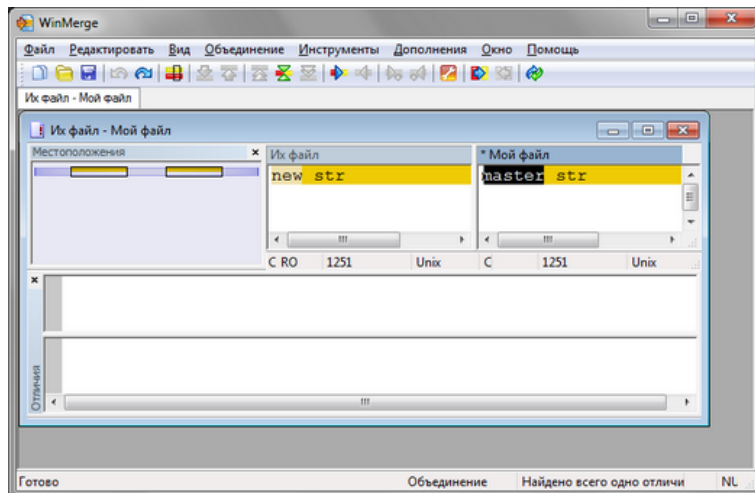 WinMerge
Файл Редактировать Вид Объединение Инструменты Дополнения Окно Помощь
Их файл - Мой файл
Их файл - Мой файл
Местоположения × Их файл * Мой файл
new str master str
C RO 1251 Unix C 1251 Unix
Отличия
Готово Объединение Найдено всего одно отличи NL